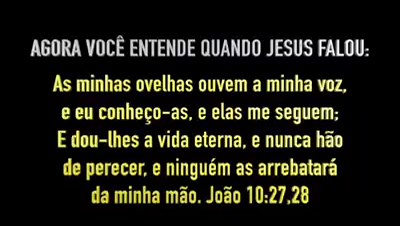 AGORA VOCÊ ENTENDE QUANDO JESUS FALOU:
As minhas ovelhas ouvem a minha voz,
e eu conheço-as, e elas me seguem;
E dou-lhes a vida eterna, e nunca hão
de perecer, e ninguém as arrebatará
da minha mão. João 10:27,28